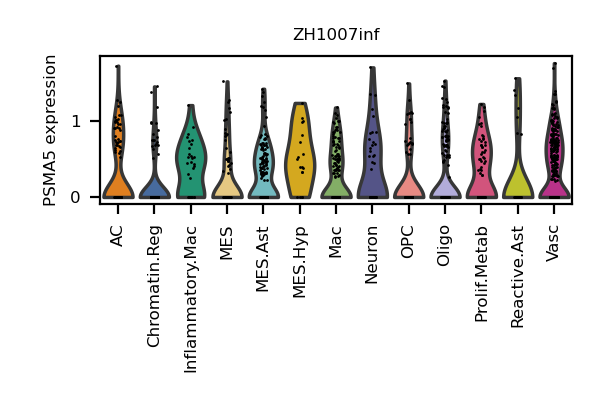 ZH1007inf
PSMA5 expression
1
0
AC
Chromatin.Reg
Inflammatory.Mac
MES
MES.Ast
MES.Hyp
Mac
Neuron
OPC
Oligo
Prolif.Metab
Reactive.Ast
Vasc